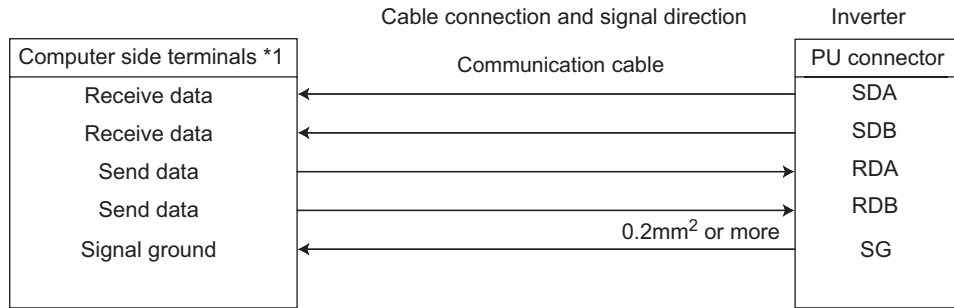 Cable connection and signal direction
Inverter
Computer side terminals *1
Communication cable
PU connector
Receive data
SDA
Receive data
SDB
Send data
RDA
Send data
RDB
0.2mm² or more
Signal ground
SG